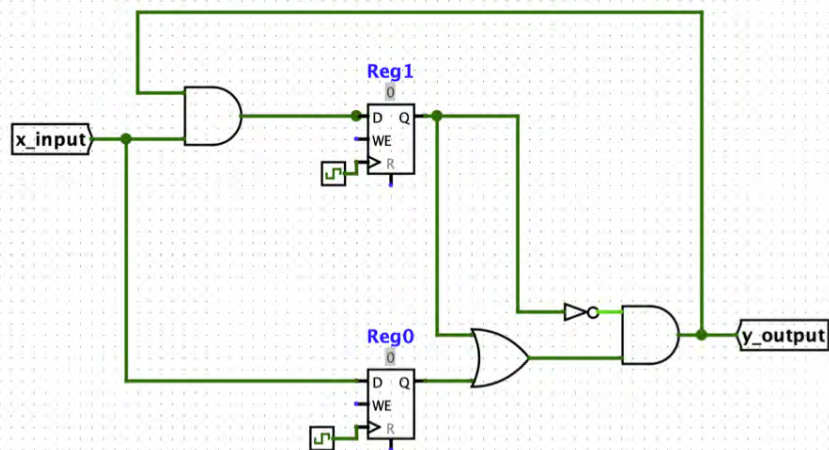 Reg1
0
D Q
x_input
WE
R
Reg0
0
y_output
D Q
WE
R